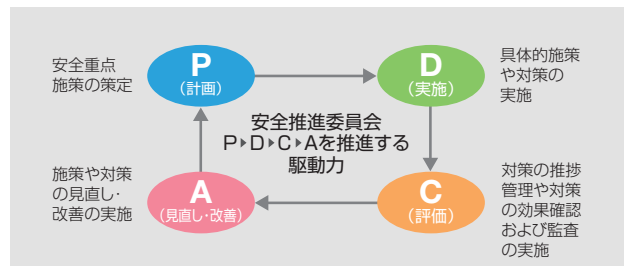 安全重点
施策の策定
P
(計画)
D
(実施)
具体的施策
や対策の
実施
安全推進委員会
P▶D▶C▶Aを推進する
駆動力
施策や対策
の見直し・
改善の実施
A
(見直し・改善)
C
(評価)
対策の推捗
管理や対策
の効果確認
および監査
の実施